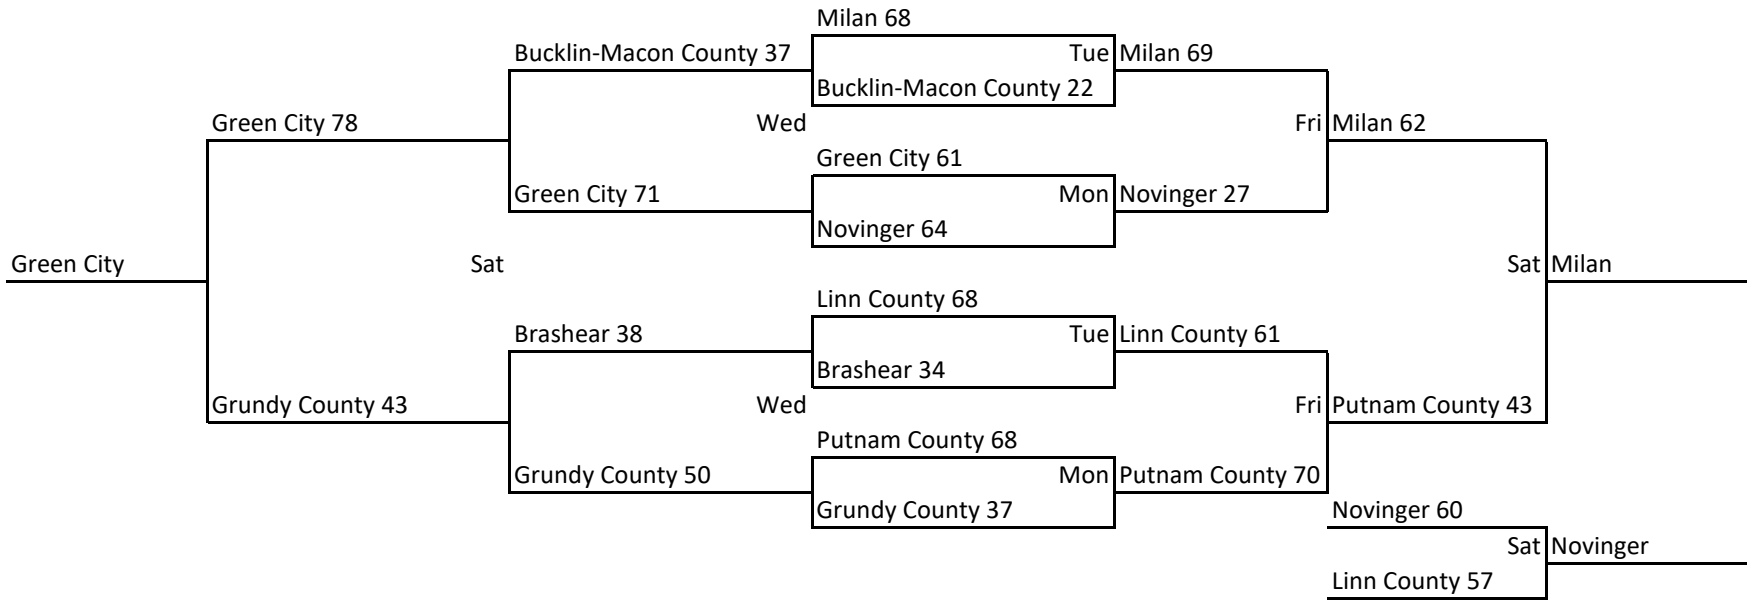 Milan 68
Bucklin-Macon County 37
Tue Milan 69
Bucklin-Macon County 22
Green City 78
Wed
Fri Milan 62
Green City 61
Green City 71
Mon Novinger 27
Novinger 64
Green City
Sat
Sat Milan
Linn County 68
Brashear 38
Tue Linn County 61
Brashear 34
Grundy County 43
Wed
Fri Putnam County 43
Putnam County 68
Grundy County 50
Mon Putnam County 70
Grundy County 37
Novinger 60
Sat Novinger
Linn County 57